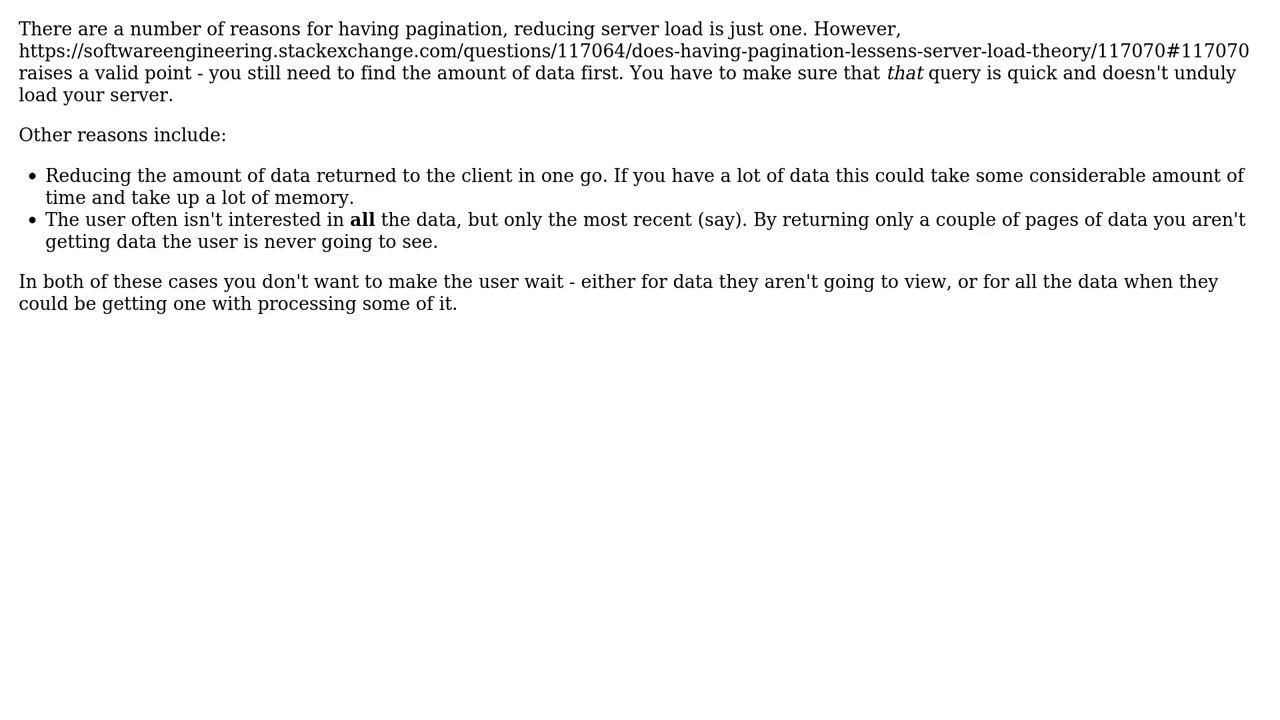 There are a number of reasons for having pagination, reducing server load is just one. However,
https://softwareengineering.stackexchange.com/questions/117064/does-having-pagination-lessens-server-load-theory/117070#117070
raises a valid point - you still need to find the amount of data first. You have to make sure that that query is quick and doesn't unduly
load your server.
Other reasons include:
• Reducing the amount of data returned to the client in one go. If you have a lot of data this could take some considerable amount of
time and take up a lot of memory.
• The user often isn't interested in all the data, but only the most recent (say). By returning only a couple of pages of data you aren't
getting data the user is never going to see.
In both of these cases you don't want to make the user wait - either for data they aren't going to view, or for all the data when they
could be getting one with processing some of it.